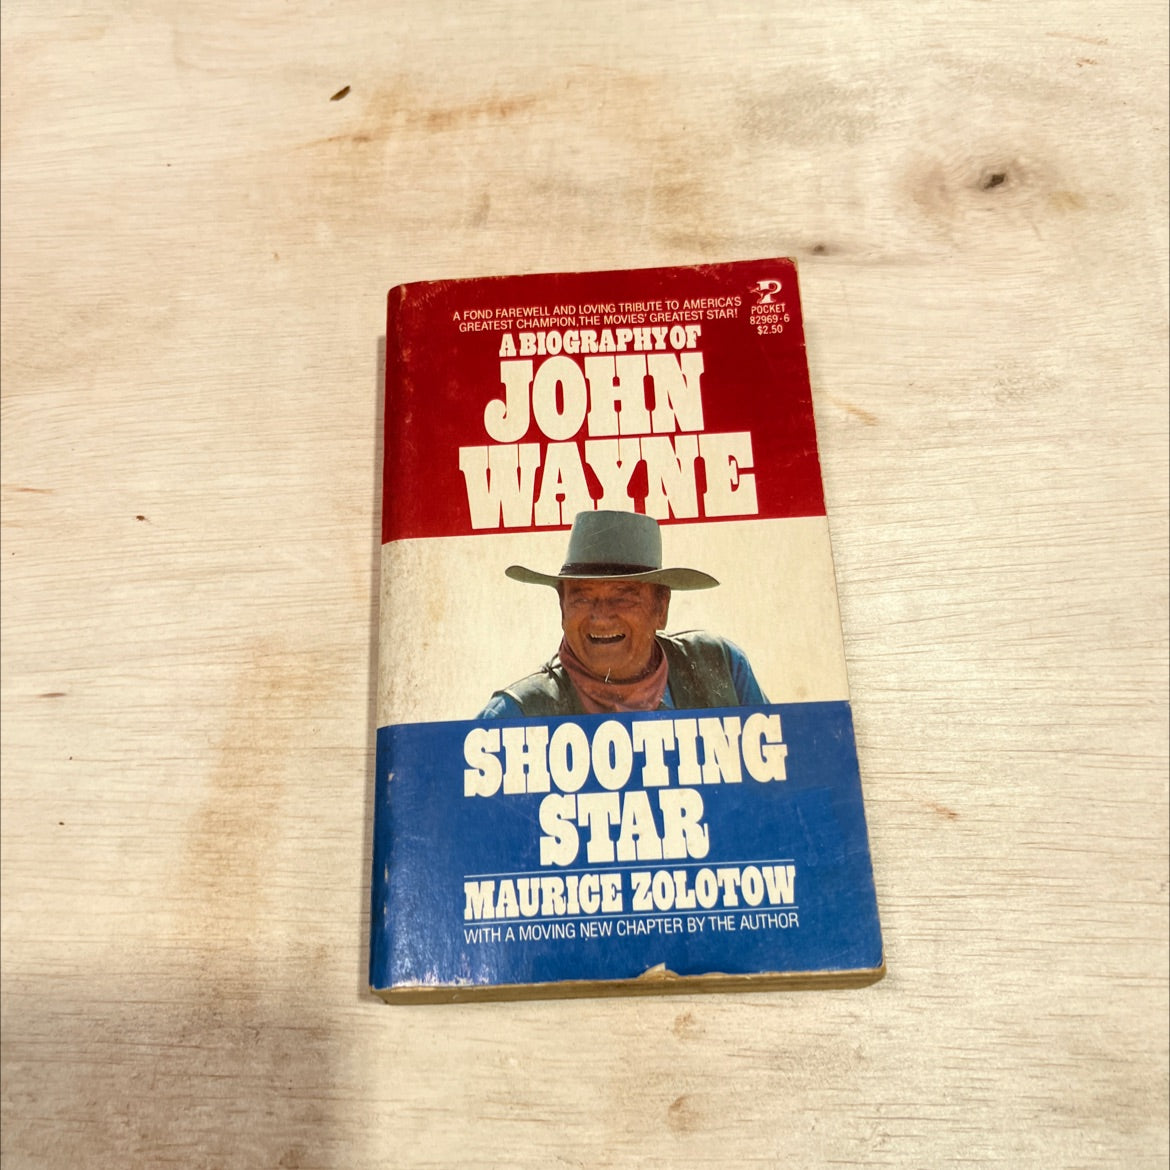 A FOND FAREWELL AND LOVING TRIBUTE TO AMERICA'S
GREATEST CHAMPION, THE MOVIES' GREATEST STAR!
POCKET
82969-6
$2.50
A BIOGRAPHY OF
JOHN
WAYNE
SHOOTING
STAR
MAURICE ZOLOTOW
WITH A MOVING NEW CHAPTER BY THE AUTHOR